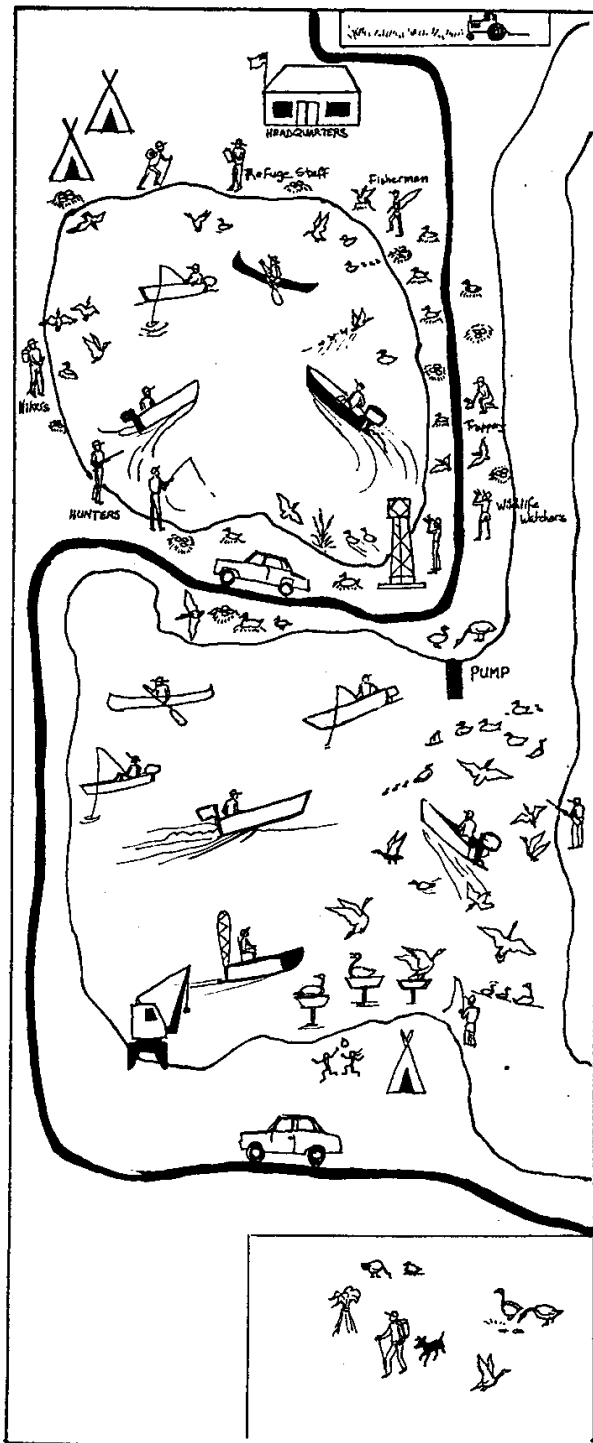 HEADQUARTERS
Refuge Staff
Fisherman
Hikers
Trapper
HUNTERS
Wildlife
Watchers
PUMP